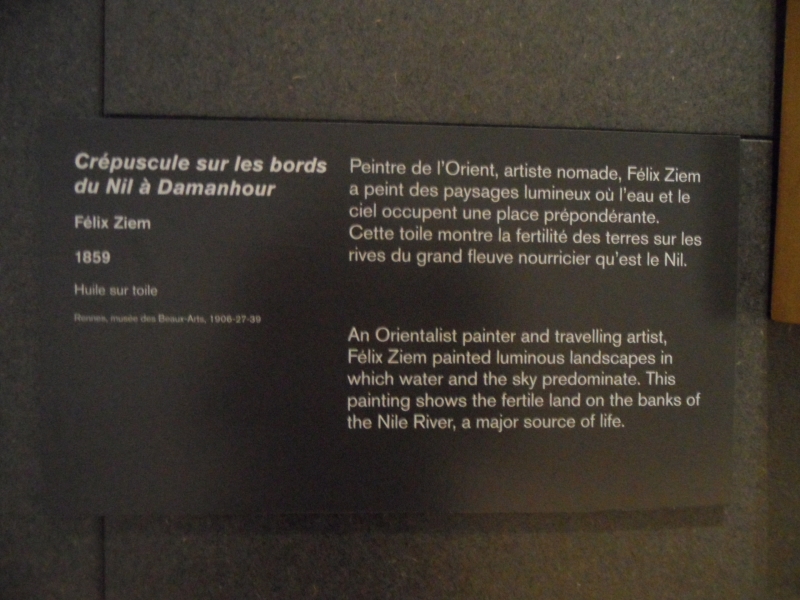 Crépuscule sur les bords
du Nil à Damanhour
Félix Ziem
1859
Huile sur toile
Rennes, musée des Beaux-Arts, 1906-27-39
Peintre de l'Orient, artiste nomade, Félix Ziem
a peint des paysages lumineux où l'eau et le
ciel occupent une place prépondérante.
Cette toile montre la fertilité des terres sur les
rives du grand fleuve nourricier qu'est le Nil.
An Orientalist painter and travelling artist,
Félix Ziem painted luminous landscapes in
which water and the sky predominate. This
painting shows the fertile land on the banks of
the Nile River, a major source of life.